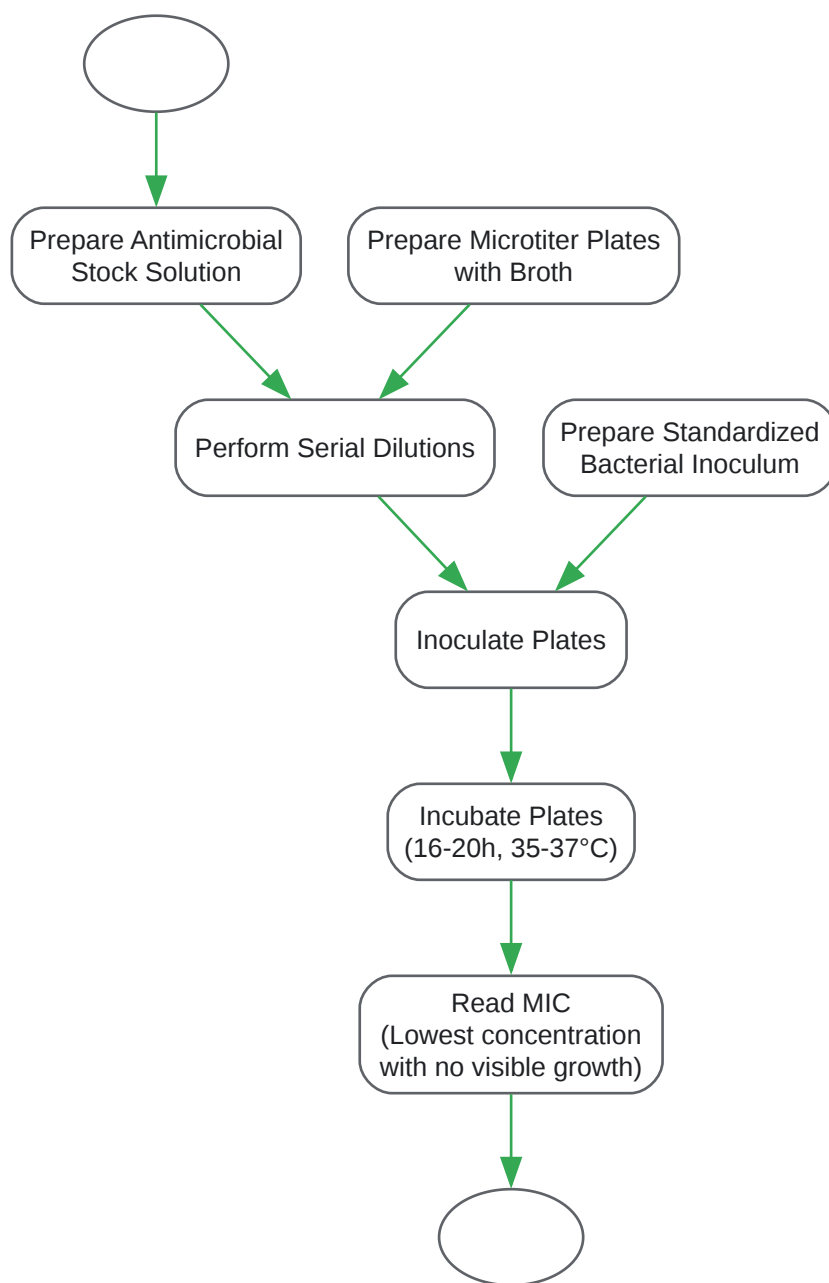 Prepare Antimicrobial
Stock Solution
Prepare Microtiter Plates
with Broth
Perform Serial Dilutions
Prepare Standardized
Bacterial Inoculum
Inoculate Plates
Incubate Plates
(16-20h, 35-37°C)
Read MIC
(Lowest concentration
with no visible growth)